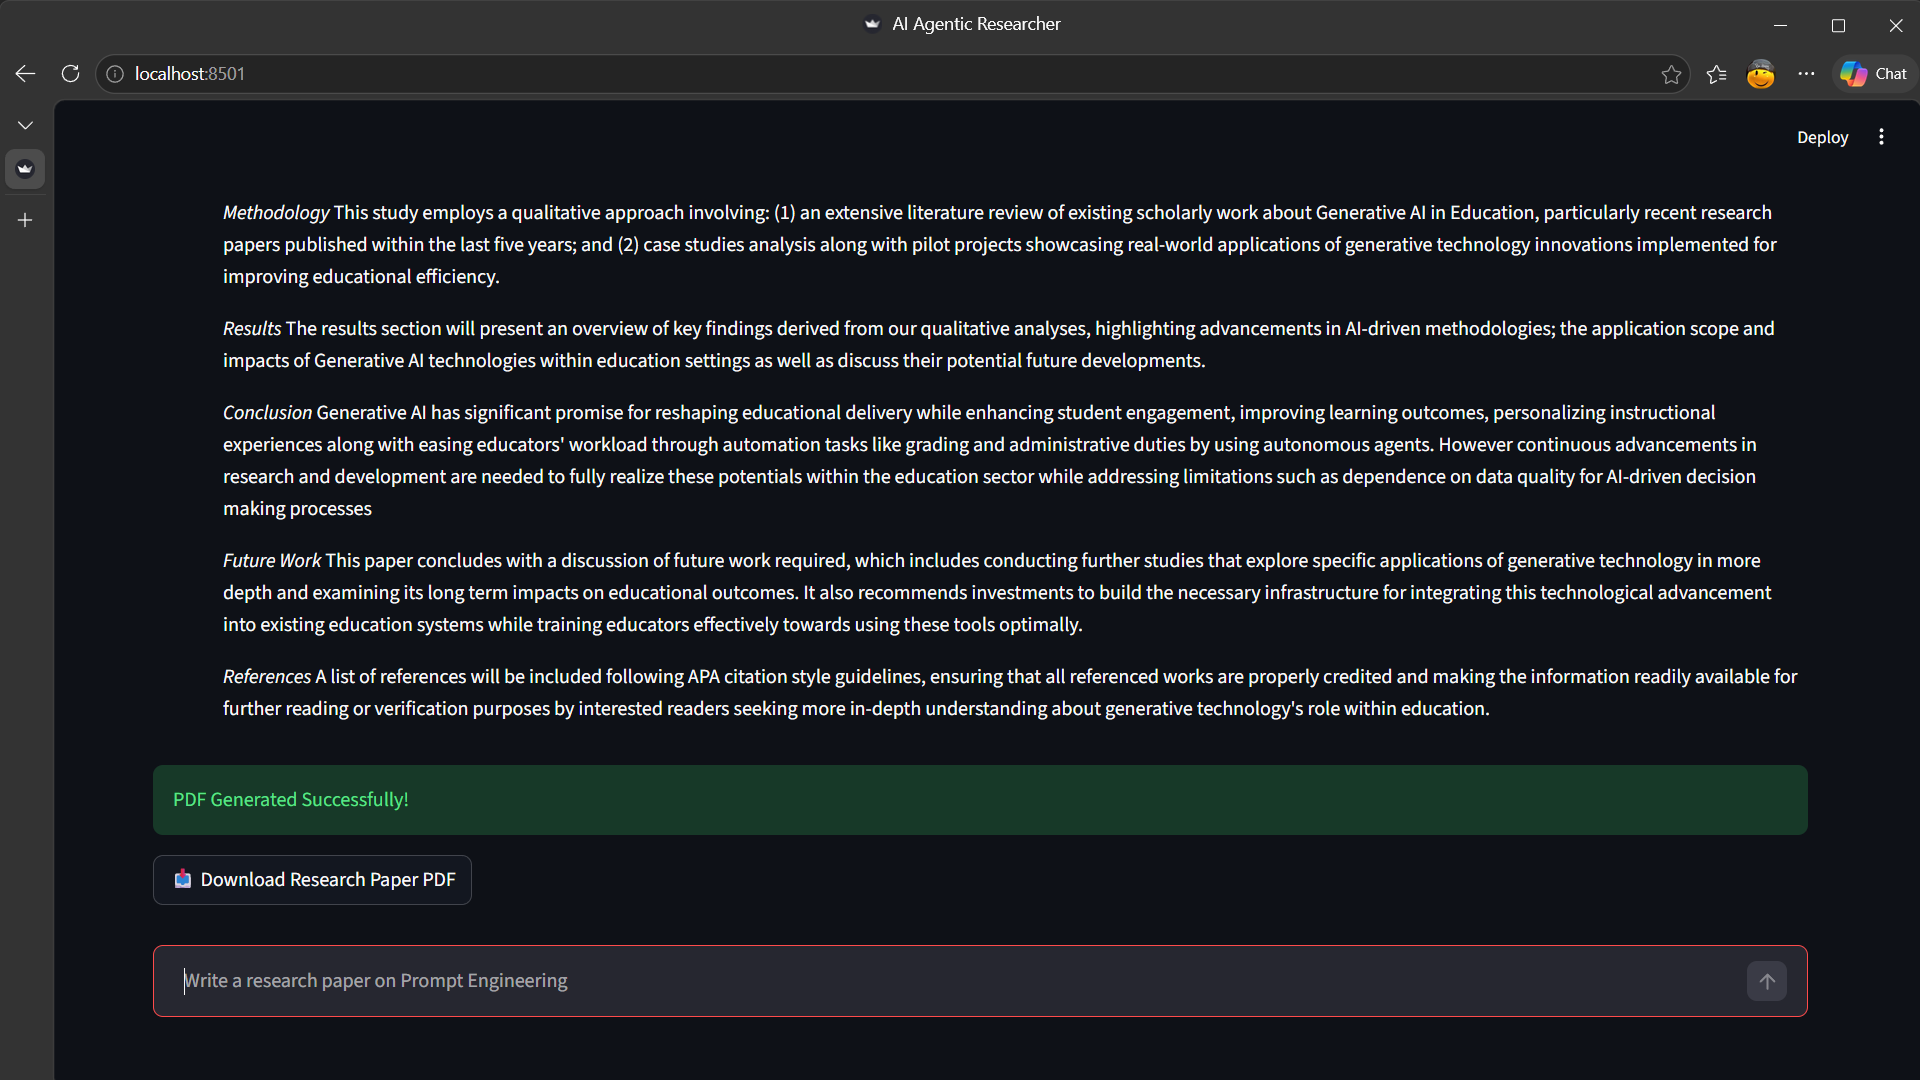 AI Agentic Researcher
localhost:8501
Chat
Deploy
Methodology This study employs a qualitative approach involving: (1) an extensive literature review of existing scholarly work about Generative AI in Education, particularly recent research
papers published within the last five years; and (2) case studies analysis along with pilot projects showcasing real-world applications of generative technology innovations implemented for
improving educational efficiency.
Results The results section will present an overview of key findings derived from our qualitative analyses, highlighting advancements in AI-driven methodologies; the application scope and
impacts of Generative AI technologies within education settings as well as discuss their potential future developments.
Conclusion Generative AI has significant promise for reshaping educational delivery while enhancing student engagement, improving learning outcomes, personalizing instructional
experiences along with easing educators' workload through automation tasks like grading and administrative duties by using autonomous agents. However continuous advancements in
research and development are needed to fully realize these potentials within the education sector while addressing limitations such as dependence on data quality for AI-driven decision
making processes
Future Work This paper concludes with a discussion of future work required, which includes conducting further studies that explore specific applications of generative technology in more
depth and examining its long term impacts on educational outcomes. It also recommends investments to build the necessary infrastructure for integrating this technological advancement
into existing education systems while training educators effectively towards using these tools optimally.
References A list of references will be included following APA citation style guidelines, ensuring that all referenced works are properly credited and making the information readily available for
further reading or verification purposes by interested readers seeking more in-depth understanding about generative technology's role within education.
PDF Generated Successfully!
Download Research Paper PDF
Write a research paper on Prompt Engineering